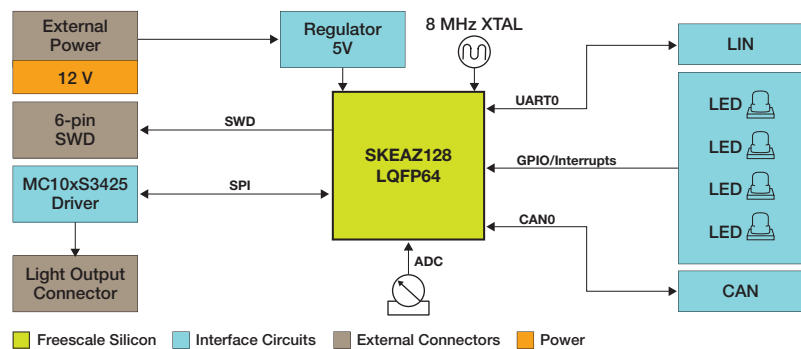 External
Power
12 V
Regulator
5V
8 MHz XTAL
LIN
UART0
6-pin
SWD
SWD
SKEAZ128
LQFP64
LED
LED
LED
LED
GPIO/Interrupts
MC10xS3425
Driver
SPI
CAN0
Light Output
Connector
ADC
CAN
Freescale Silicon
Interface Circuits
External Connectors
Power